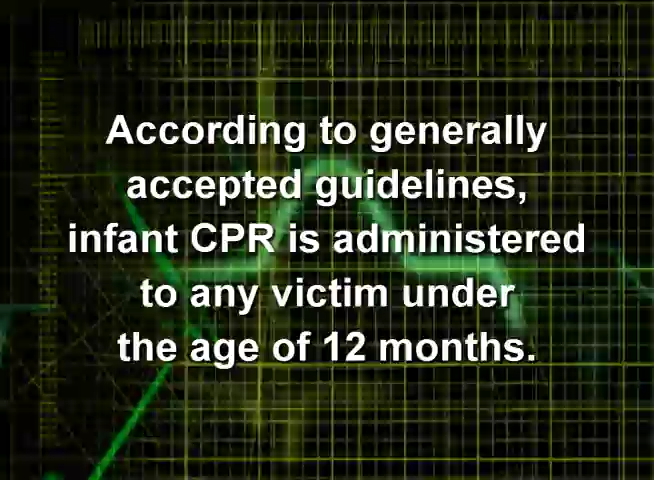 According to generally
accepted guidelines,
infant CPR is administered
to any victim under
the age of 12 months.